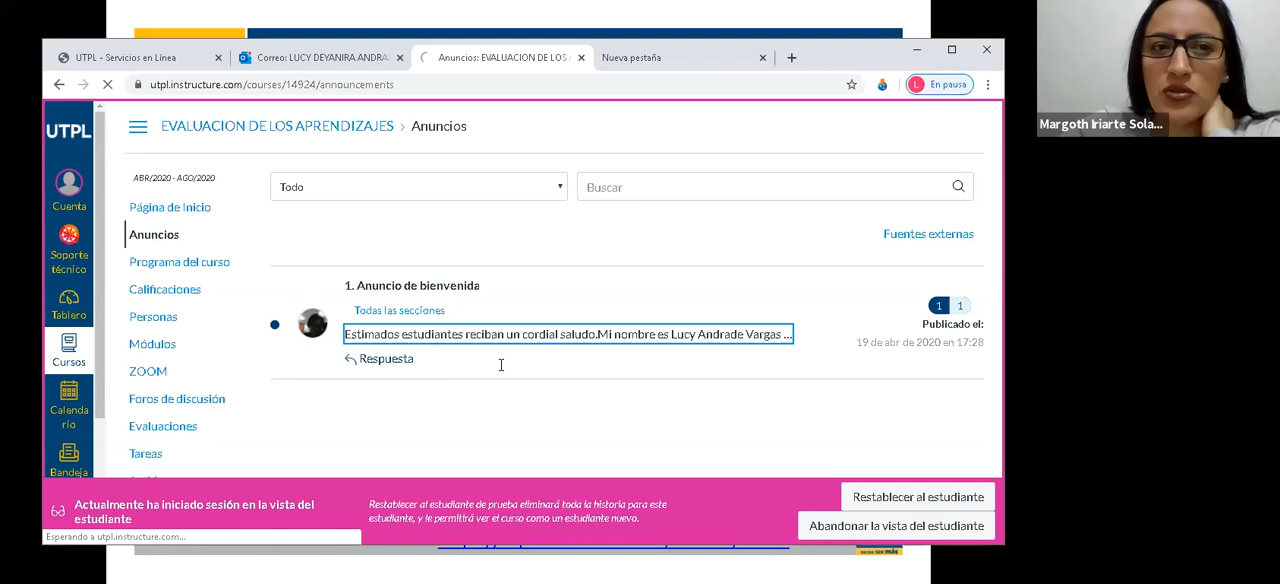 UTPL - Servicios en Línea
Correo: LUCY DEYANIRA ANDRA
Anuncios: EVALUACION DE LOS A
Nueva pestaña
utpl.instructure.com/courses/14924/announcements
L
En pausa
Margoth Iriarte Sola...
UTPL
EVALUACION DE LOS APRENDIZAJES > Anuncios
ABR/2020 - AGO/2020
Todo
Buscar
Cuenta
Página de Inicio
Anuncios
Fuentes externas
Soporte
técnico
Programa del curso
Calificaciones
1. Anuncio de bienvenida
Tablero
Todas las secciones
1 1
Personas
Publicado el:
Estimados estudiantes reciban un cordial saludo.Mi nombre es Lucy Andrade Vargas ...
19 de abr de 2020 en 17:28
Módulos
Respuesta
Cursos
ZOOM
Foros de discusión
Calenda
rio
Evaluaciones
Tareas
Bandeja
Actualmente ha iniciado sesión en la vista del
estudiante
Restablecer al estudiante de prueba eliminará toda la historia para este
estudiante, y le permitirá ver el curso como un estudiante nuevo.
Restablecer al estudiante
Abandonar la vista del estudiante
Esperando a utpl.instructure.com...